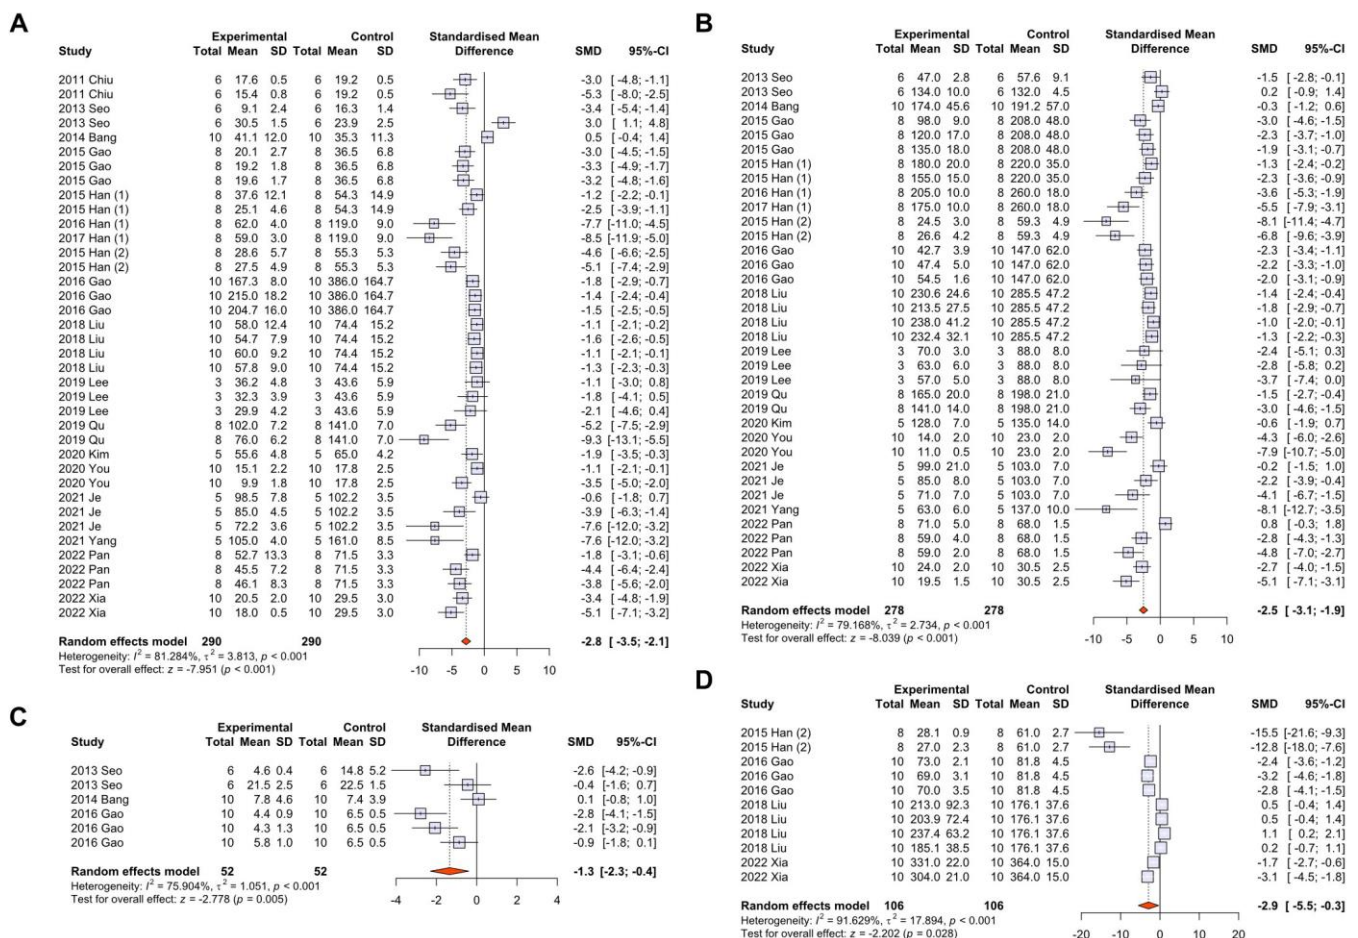 A
Experimental Control Standardised Mean
Study Total Mean SD Total Mean SD Difference SMD 95%-CI
2011 Chiu 6 17.6 0.5 6 19.2 0.5 -3.0 [ -4.8; -1.1]
2011 Chiu 6 15.4 0.8 6 19.2 0.5 -5.3 [ -8.0; -2.5]
2013 Seo 6 9.1 2.4 6 16.3 1.4 -3.4 [ -5.4; -1.4]
2013 Seo 6 30.5 1.5 6 23.9 2.5 3.0 [ 1.1; 4.8]
2014 Bang 10 41.1 12.0 10 35.3 11.3 0.5 [ -0.4; 1.4]
2015 Gao 8 20.1 2.7 8 36.5 6.8 -3.0 [ -4.5; -1.5]
2015 Gao 8 19.2 1.8 8 36.5 6.8 -3.3 [ -4.9; -1.7]
2015 Gao 8 19.6 1.7 8 36.5 6.8 -3.2 [ -4.8; -1.6]
2015 Han (1) 8 37.6 12.1 8 54.3 14.9 -1.2 [ -2.2; -0.1]
2015 Han (1) 8 25.1 4.6 8 54.3 14.9 -2.5 [ -3.9; -1.1]
2016 Han (1) 8 62.0 4.0 8 119.0 9.0 -7.7 [-11.0; -4.5]
2017 Han (1) 8 59.0 3.0 8 119.0 9.0 -8.5 [-11.9; -5.0]
2015 Han (2) 8 28.6 5.7 8 55.3 5.3 -4.6 [ -6.6; -2.5]
2015 Han (2) 8 27.5 4.9 8 55.3 5.3 -5.1 [ -7.4; -2.9]
2016 Gao 10 167.3 8.0 10 386.0 164.7 -1.8 [ -2.9; -0.7]
2016 Gao 10 215.0 18.2 10 386.0 164.7 -1.4 [ -2.4; -0.4]
2016 Gao 10 204.7 16.0 10 386.0 164.7 -1.5 [ -2.5; -0.5]
2018 Liu 10 58.0 12.4 10 74.4 15.2 -1.1 [ -2.1; -0.2]
2018 Liu 10 54.7 7.9 10 74.4 15.2 -1.6 [ -2.6; -0.5]
2018 Liu 10 60.0 9.2 10 74.4 15.2 -1.1 [ -2.1; -0.1]
2018 Liu 10 57.8 9.0 10 74.4 15.2 -1.3 [ -2.3; -0.3]
2019 Lee 3 36.2 4.8 3 43.6 5.9 -1.1 [ -3.0; 0.8]
2019 Lee 3 32.3 3.9 3 43.6 5.9 -1.8 [ -4.1; 0.5]
2019 Lee 3 29.9 4.2 3 43.6 5.9 -2.1 [ -4.6; 0.4]
2019 Qu 8 102.0 7.2 8 141.0 7.0 -5.2 [ -7.5; -2.9]
2019 Qu 8 76.0 6.2 8 141.0 7.0 -9.3 [-13.1; -5.5]
2020 Kim 5 55.6 4.8 5 65.0 4.2 -1.9 [ -3.5; -0.3]
2020 You 10 15.1 2.2 10 17.8 2.5 -1.1 [ -2.1; -0.1]
2020 You 10 9.9 1.8 10 17.8 2.5 -3.5 [ -5.0; -2.0]
2021 Je 5 98.5 7.8 5 102.2 3.5 -0.6 [ -1.8; 0.7]
2021 Je 5 85.0 4.5 5 102.2 3.5 -3.9 [ -6.3; -1.4]
2021 Je 5 72.2 3.6 5 102.2 3.5 -7.6 [-12.0; -3.2]
2021 Yang 5 105.0 4.0 5 161.0 8.5 -7.6 [-12.0; -3.2]
2022 Pan 8 52.7 13.3 8 71.5 3.3 -1.8 [ -3.1; -0.6]
2022 Pan 8 45.5 7.2 8 71.5 3.3 -4.4 [ -6.4; -2.4]
2022 Pan 8 46.1 8.3 8 71.5 3.3 -3.8 [ -5.6; -2.0]
2022 Xia 10 20.5 2.0 10 29.5 3.0 -3.4 [ -4.8; -1.9]
2022 Xia 10 18.0 0.5 10 29.5 3.0 -5.1 [ -7.1; -3.2]
Random effects model 290 290 -2.8 [ -3.5; -2.1]
Heterogeneity: I² = 81.284%, τ² = 3.813, p < 0.001
Test for overall effect: z = -7.951 (p < 0.001)
-10 -5 0 5 10
B
Experimental Control Standardised Mean
Study Total Mean SD Total Mean SD Difference SMD 95%-CI
2013 Seo 6 47.0 2.8 6 57.6 9.1 -1.5 [ -2.8; -0.1]
2013 Seo 6 134.0 10.0 6 132.0 4.5 0.2 [ -0.9; 1.4]
2014 Bang 10 174.0 45.6 10 191.2 57.0 -0.3 [ -1.2; 0.6]
2015 Gao 8 98.0 9.0 8 208.0 48.0 -3.0 [ -4.6; -1.5]
2015 Gao 8 120.0 17.0 8 208.0 48.0 -2.3 [ -3.7; -1.0]
2015 Gao 8 135.0 18.0 8 208.0 48.0 -1.9 [ -3.1; -0.7]
2015 Han (1) 8 180.0 20.0 8 220.0 35.0 -1.3 [ -2.4; -0.2]
2015 Han (1) 8 155.0 15.0 8 220.0 35.0 -2.3 [ -3.6; -0.9]
2016 Han (1) 8 205.0 10.0 8 260.0 18.0 -3.6 [ -5.3; -1.9]
2017 Han (1) 8 175.0 10.0 8 260.0 18.0 -5.5 [ -7.9; -3.1]
2015 Han (2) 8 24.5 3.0 8 59.3 4.9 -8.1 [-11.4; -4.7]
2015 Han (2) 8 26.6 4.2 8 59.3 4.9 -6.8 [ -9.6; -3.9]
2016 Gao 10 42.7 3.9 10 147.0 62.0 -2.3 [ -3.4; -1.1]
2016 Gao 10 47.4 5.0 10 147.0 62.0 -2.2 [ -3.3; -1.0]
2016 Gao 10 54.5 1.6 10 147.0 62.0 -2.0 [ -3.1; -0.9]
2018 Liu 10 230.6 24.6 10 285.5 47.2 -1.4 [ -2.4; -0.4]
2018 Liu 10 213.5 27.5 10 285.5 47.2 -1.8 [ -2.9; -0.7]
2018 Liu 10 238.0 41.2 10 285.5 47.2 -1.0 [ -2.0; -0.1]
2018 Liu 10 232.4 32.1 10 285.5 47.2 -1.3 [ -2.2; -0.3]
2019 Lee 3 70.0 3.0 3 88.0 8.0 -2.4 [ -5.1; 0.3]
2019 Lee 3 63.0 6.0 3 88.0 8.0 -2.8 [ -5.8; 0.2]
2019 Lee 3 57.0 5.0 3 88.0 8.0 -3.7 [ -7.4; 0.0]
2019 Qu 8 165.0 20.0 8 198.0 21.0 -1.5 [ -2.7; -0.4]
2019 Qu 8 141.0 14.0 8 198.0 21.0 -3.0 [ -4.6; -1.5]
2020 Kim 5 128.0 7.0 5 135.0 14.0 -0.6 [ -1.9; 0.7]
2020 You 10 14.0 2.0 10 23.0 2.0 -4.3 [ -6.0; -2.6]
2020 You 10 11.0 0.5 10 23.0 2.0 -7.9 [-10.7; -5.0]
2021 Je 5 99.0 21.0 5 103.0 7.0 -0.2 [ -1.5; 1.0]
2021 Je 5 85.0 8.0 5 103.0 7.0 -2.2 [ -3.9; -0.4]
2021 Je 5 71.0 7.0 5 103.0 7.0 -4.1 [ -6.7; -1.5]
2021 Yang 5 63.0 6.0 5 137.0 10.0 -8.1 [-12.7; -3.5]
2022 Pan 8 71.0 5.0 8 68.0 1.5 0.8 [ -0.3; 1.8]
2022 Pan 8 59.0 4.0 8 68.0 1.5 -2.8 [ -4.3; -1.3]
2022 Pan 8 59.0 2.0 8 68.0 1.5 -4.8 [ -7.0; -2.7]
2022 Xia 10 24.0 2.0 10 30.5 2.5 -2.7 [ -4.0; -1.5]
2022 Xia 10 19.5 1.5 10 30.5 2.5 -5.1 [ -7.1; -3.1]
Random effects model 278 278 -2.5 [ -3.1; -1.9]
Heterogeneity: I² = 79.168%, τ² = 2.734, p < 0.001
Test for overall effect: z = -8.039 (p < 0.001)
-10 -5 0 5 10
C
Experimental Control Standardised Mean
Study Total Mean SD Total Mean SD Difference SMD 95%-CI
2013 Seo 6 4.6 0.4 6 14.8 5.2 -2.6 [-4.2; -0.9]
2013 Seo 6 21.5 2.5 6 22.5 1.5 -0.4 [-1.6; 0.7]
2014 Bang 10 7.8 4.6 10 7.4 3.9 0.1 [-0.8; 1.0]
2016 Gao 10 4.4 0.9 10 6.5 0.5 -2.8 [-4.1; -1.5]
2016 Gao 10 4.3 1.3 10 6.5 0.5 -2.1 [-3.2; -0.9]
2016 Gao 10 5.8 1.0 10 6.5 0.5 -0.9 [-1.8; 0.1]
Random effects model 52 52 -1.3 [-2.3; -0.4]
Heterogeneity: I² = 75.904%, τ² = 1.051, p < 0.001
Test for overall effect: z = -2.778 (p = 0.005)
-4 -2 0 2 4
D
Experimental Control Standardised Mean
Study Total Mean SD Total Mean SD Difference SMD 95%-CI
2015 Han (2) 8 28.1 0.9 8 61.0 2.7 -15.5 [-21.6; -9.3]
2015 Han (2) 8 27.0 2.3 8 61.0 2.7 -12.8 [-18.0; -7.6]
2016 Gao 10 73.0 2.1 10 81.8 4.5 -2.4 [ -3.6; -1.2]
2016 Gao 10 69.0 3.1 10 81.8 4.5 -3.2 [ -4.6; -1.8]
2016 Gao 10 70.0 3.5 10 81.8 4.5 -2.8 [ -4.1; -1.5]
2018 Liu 10 213.0 92.3 10 176.1 37.6 0.5 [ -0.4; 1.4]
2018 Liu 10 203.9 72.4 10 176.1 37.6 0.5 [ -0.4; 1.4]
2018 Liu 10 237.4 63.2 10 176.1 37.6 1.1 [ 0.2; 2.1]
2018 Liu 10 185.1 38.5 10 176.1 37.6 0.2 [ -0.7; 1.1]
2022 Xia 10 331.0 22.0 10 364.0 15.0 -1.7 [ -2.7; -0.6]
2022 Xia 10 304.0 21.0 10 364.0 15.0 -3.1 [ -4.5; -1.8]
Random effects model 106 106 -2.9 [ -5.5; -0.3]
Heterogeneity: I² = 91.629%, τ² = 17.894, p < 0.001
Test for overall effect: z = -2.202 (p = 0.028)
-20 -10 0 10 20